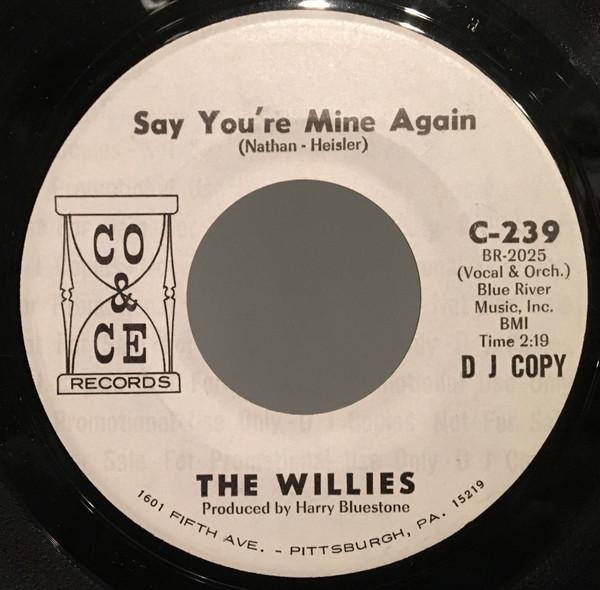 Say You're Mine Again
(Nathan - Heisler)
CO
&
CE
RECORDS
C-239
BR-2025
(Vocal & Orch.)
Blue River
Music, Inc.
BMI
Time 2:19
D J COPY
THE WILLIES
Produced by Harry Bluestone
1601 FIFTH AVE. - PITTSBURGH, PA. 15219